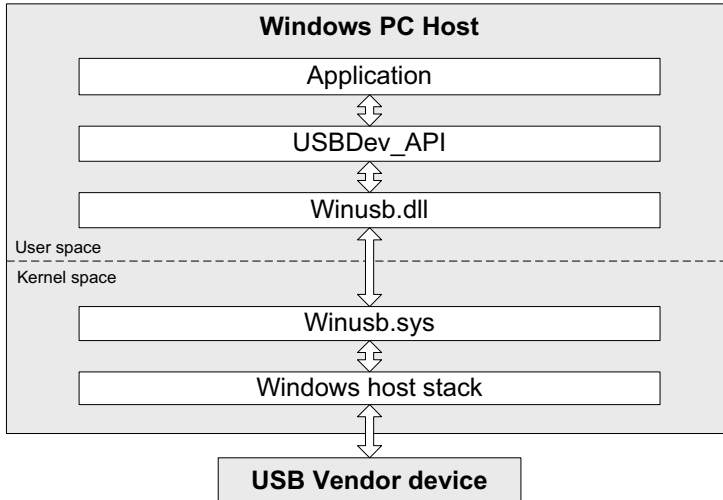 Windows PC Host
Application
USBDev_API
Winusb.dll
User space
Kernel space
Winusb.sys
Windows host stack
USB Vendor device